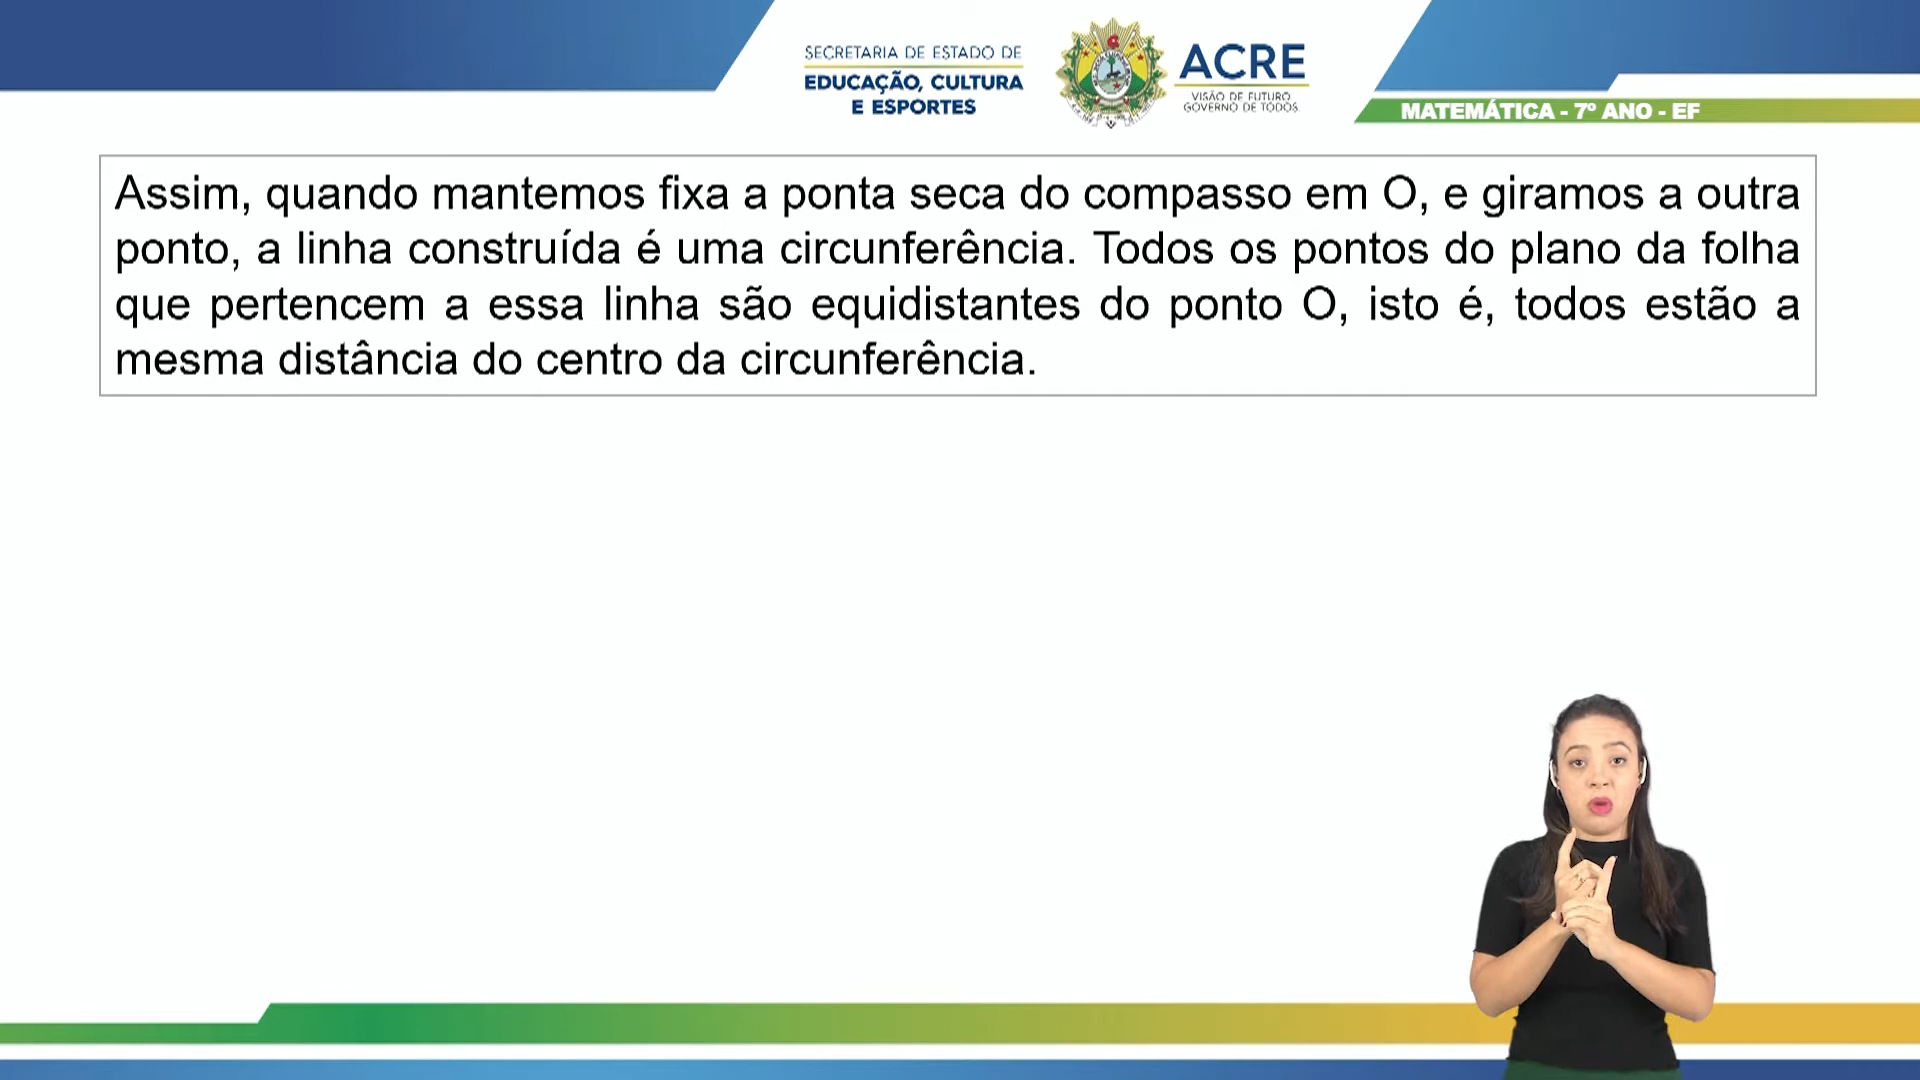 SECRETARIA DE ESTADO DE
EDUCAÇÃO, CULTURA
E ESPORTES
ACRE
VISÃO DE FUTURO
GOVERNO DE TODOS
MATEMÁTICA - 7º ANO - EF
Assim, quando mantemos fixa a ponta seca do compasso em O, e giramos a outra
ponto, a linha construída é uma circunferência. Todos os pontos do plano da folha
que pertencem a essa linha são equidistantes do ponto O, isto é, todos estão a
mesma distância do centro da circunferência.